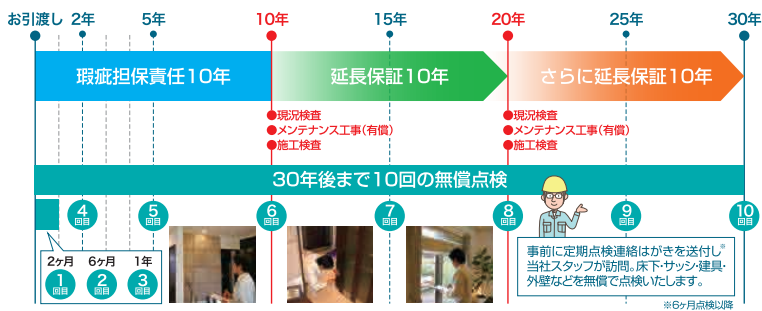 お引渡し 2年 5年 10年 15年 20年 25年 30年
瑕疵担保責任10年 延長保証10年 さらに延長保証10年
●現況検査
●メンテナンス工事(有償)
●施工検査
●現況検査
●メンテナンス工事(有償)
●施工検査
30年後まで10回の無償点検
4回目 5回目 6回目 7回目 8回目 9回目 10回目
2ヶ月 6ヶ月 1年
1回目 2回目 3回目
事前に定期点検連絡はがきを送付し※
当社スタッフが訪問。床下・サッシ・建具・
外壁などを無償で点検いたします。
※6ヶ月点検以降